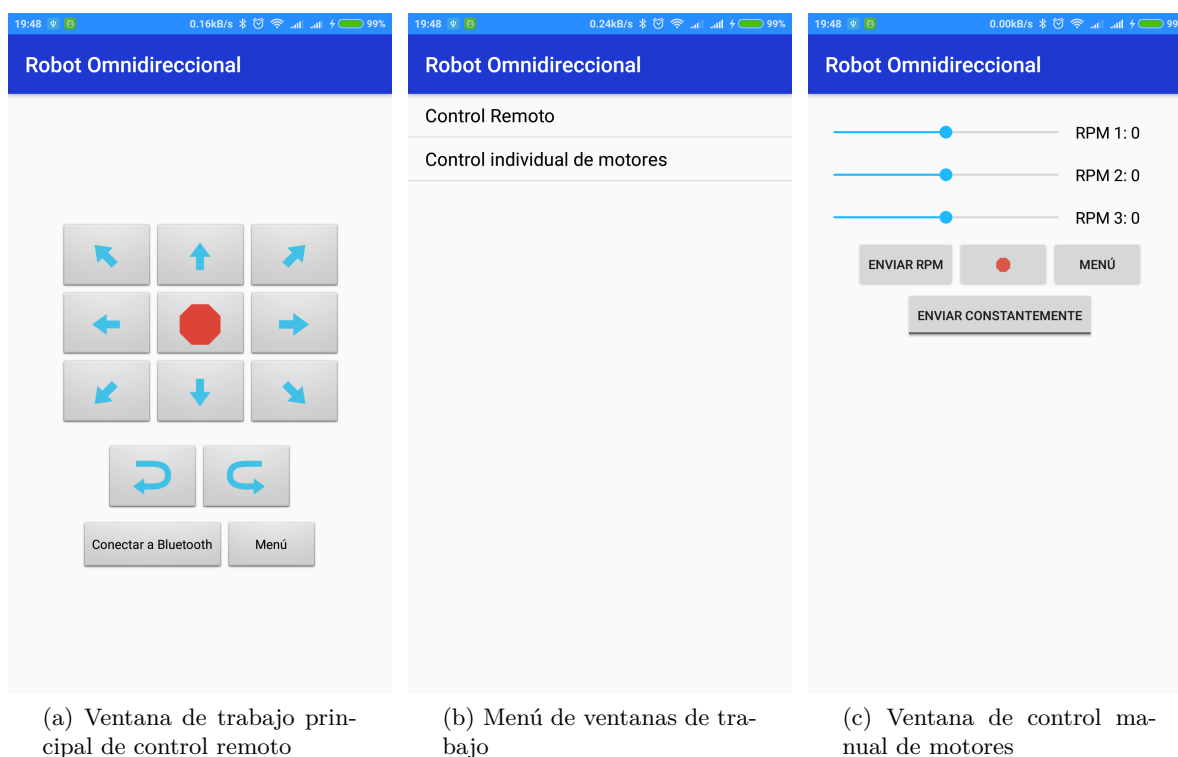 19:48 0.16kB/s 99%
Robot Omnidireccional
Conectar a Bluetooth Menú
(a) Ventana de trabajo prin-
cipal de control remoto
19:48 0.24kB/s 99%
Robot Omnidireccional
Control Remoto
Control individual de motores
(b) Menú de ventanas de tra-
bajo
19:48 0.00kB/s 99
Robot Omnidireccional
RPM 1: 0
RPM 2: 0
RPM 3: 0
ENVIAR RPM MENÚ
ENVIAR CONSTANTEMENTE
(c) Ventana de control ma-
nual de motores